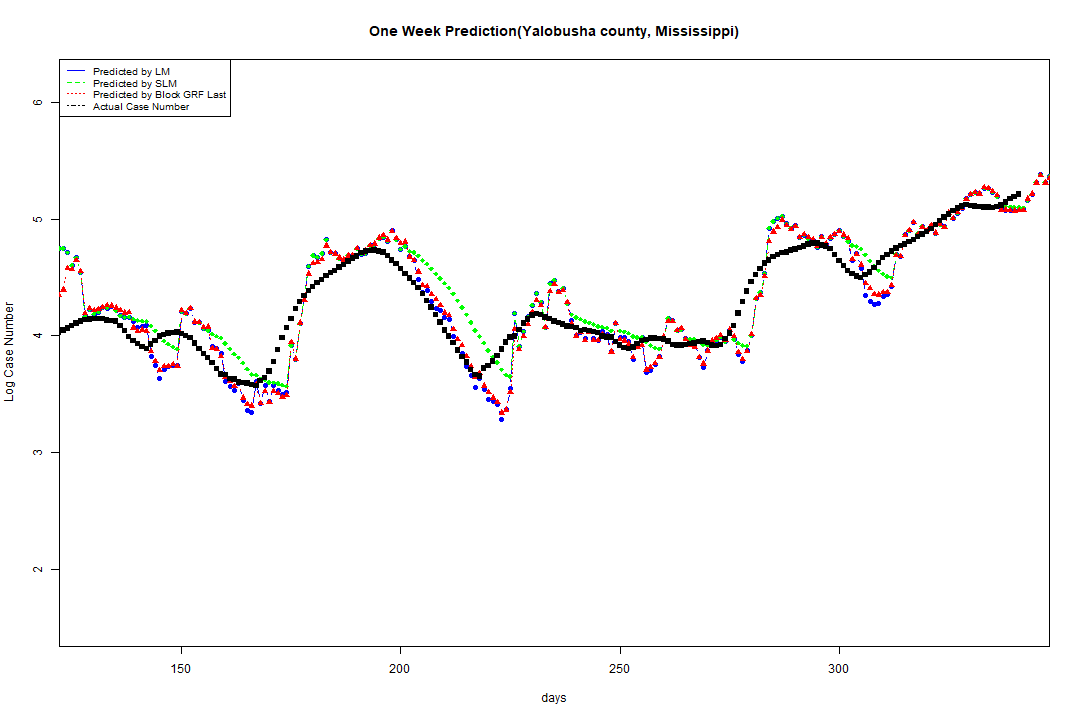 One Week Prediction(Yalobusha county, Mississippi)
Predicted by LM
Predicted by SLM
Predicted by Block GRF Last
Actual Case Number
6
5
4
3
2
Log Case Number
150
200
250
300
days